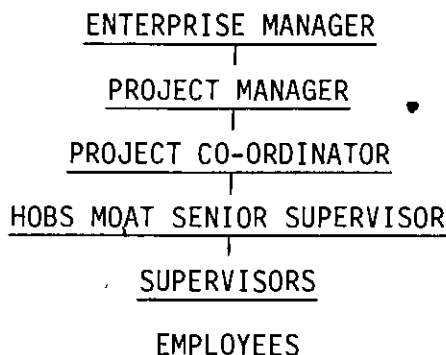 ENTERPRISE MANAGER
PROJECT MANAGER
PROJECT CO-ORDINATOR
HOBS MOAT SENIOR SUPERVISOR
SUPERVISORS
EMPLOYEES